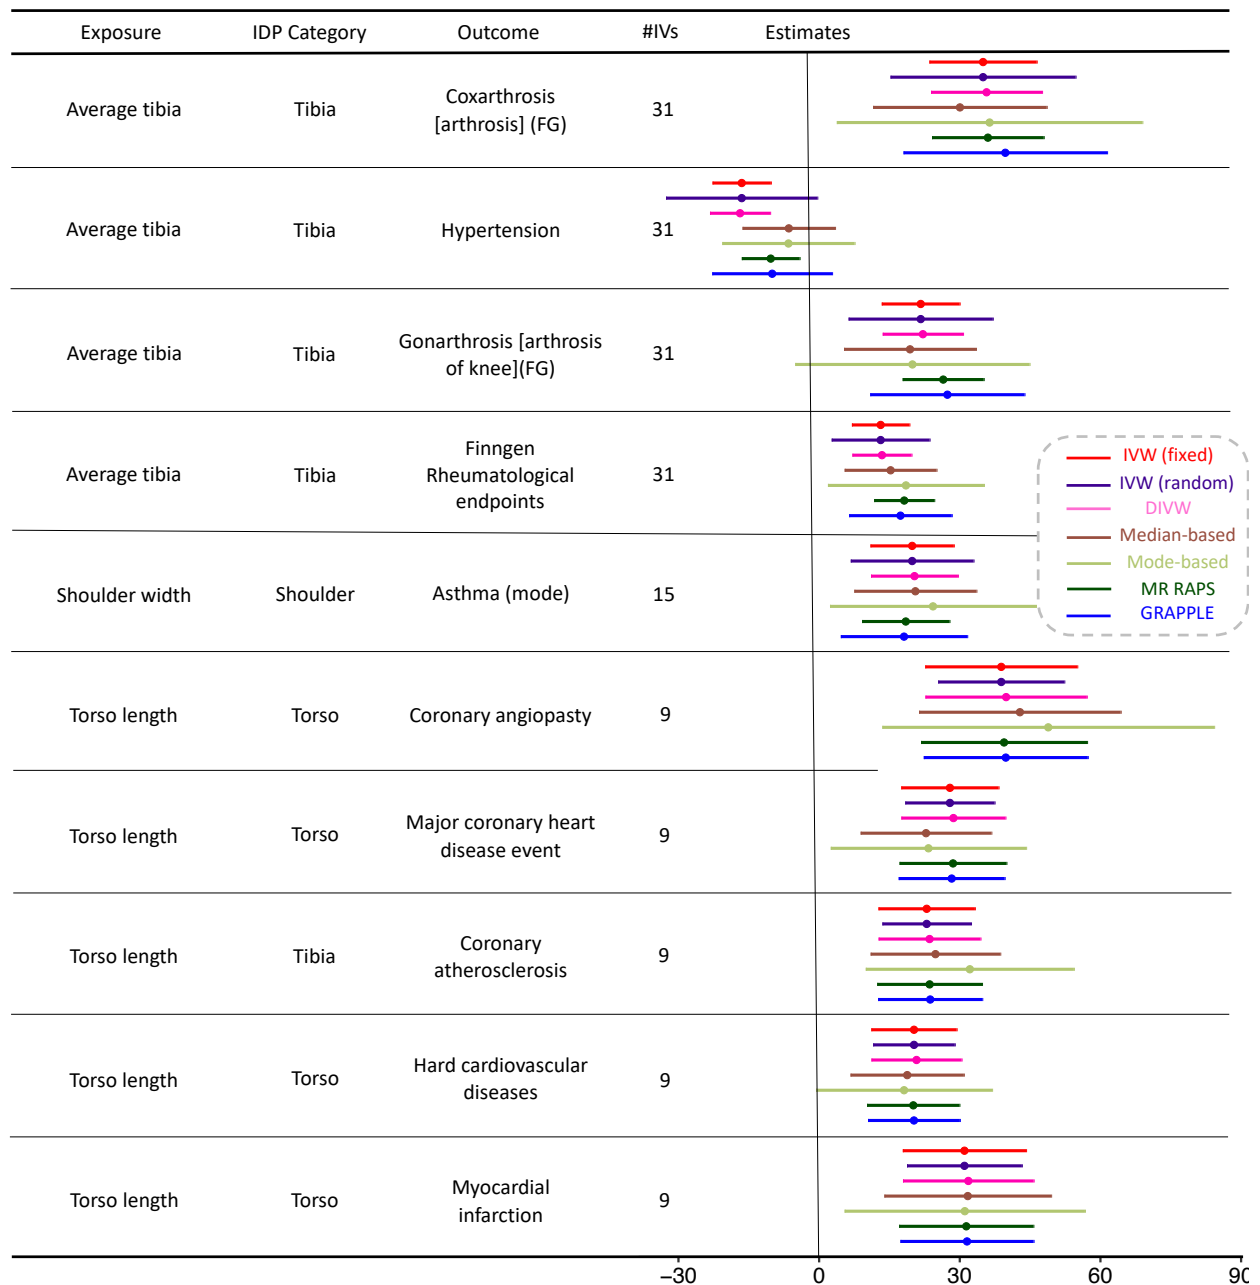 Exposure IDP Category Outcome #IVs Estimates
Average tibia Tibia Coxarthrosis
[arthrosis] (FG) 31
Average tibia Tibia Hypertension 31
Average tibia Tibia Gonarthrosis [arthrosis
of knee](FG) 31
Average tibia Tibia Finngen
Rheumatological
endpoints 31
IVW (fixed)
IVW (random)
DIVW
Median-based
Mode-based
MR RAPS
GRAPPLE
Shoulder width Shoulder Asthma (mode) 15
Torso length Torso Coronary angiopasty 9
Torso length Torso Major coronary heart
disease event 9
Torso length Tibia Coronary
atherosclerosis 9
Torso length Torso Hard cardiovascular
diseases 9
Torso length Torso Myocardial
infarction 9
−30 0 30 60 90